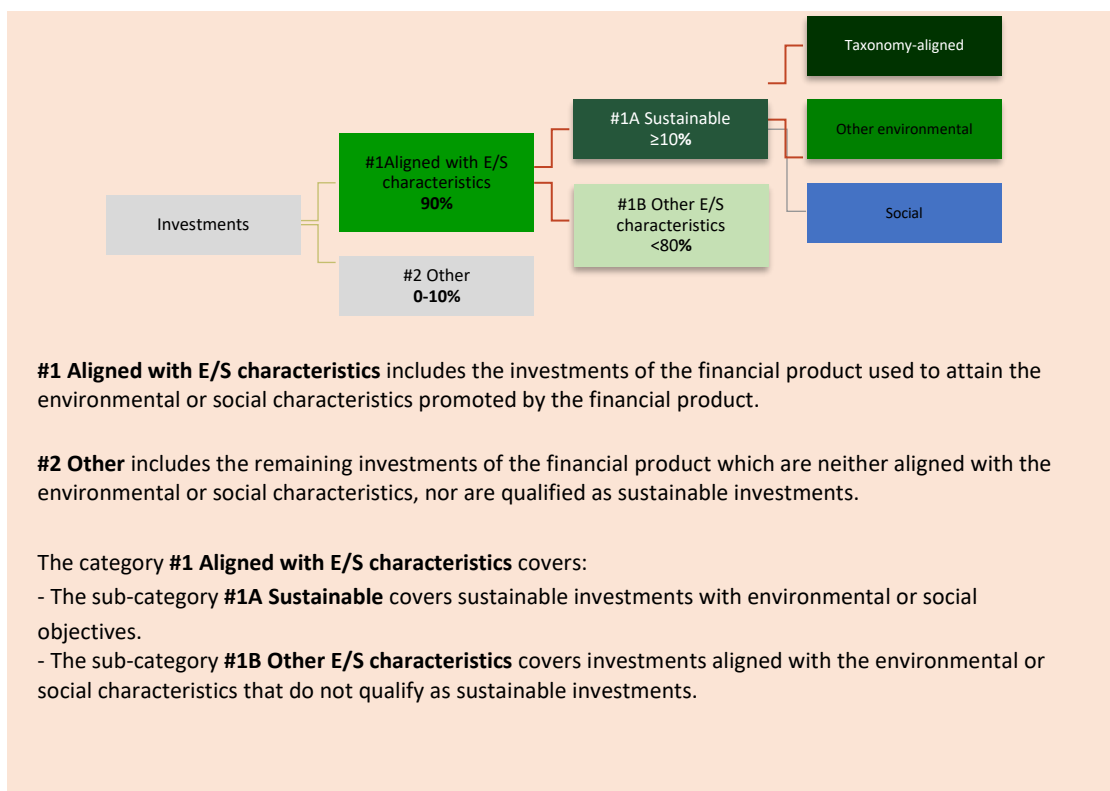 Taxonomy-aligned
#1A Sustainable
≥10%
Other environmental
#1Aligned with E/S
characteristics
90%
#1B Other E/S
characteristics
<80%
Social
Investments
#2 Other
0-10%
#1 Aligned with E/S characteristics includes the investments of the financial product used to attain the
environmental or social characteristics promoted by the financial product.
#2 Other includes the remaining investments of the financial product which are neither aligned with the
environmental or social characteristics, nor are qualified as sustainable investments.
The category #1 Aligned with E/S characteristics covers:
- The sub-category #1A Sustainable covers sustainable investments with environmental or social
objectives.
- The sub-category #1B Other E/S characteristics covers investments aligned with the environmental or
social characteristics that do not qualify as sustainable investments.